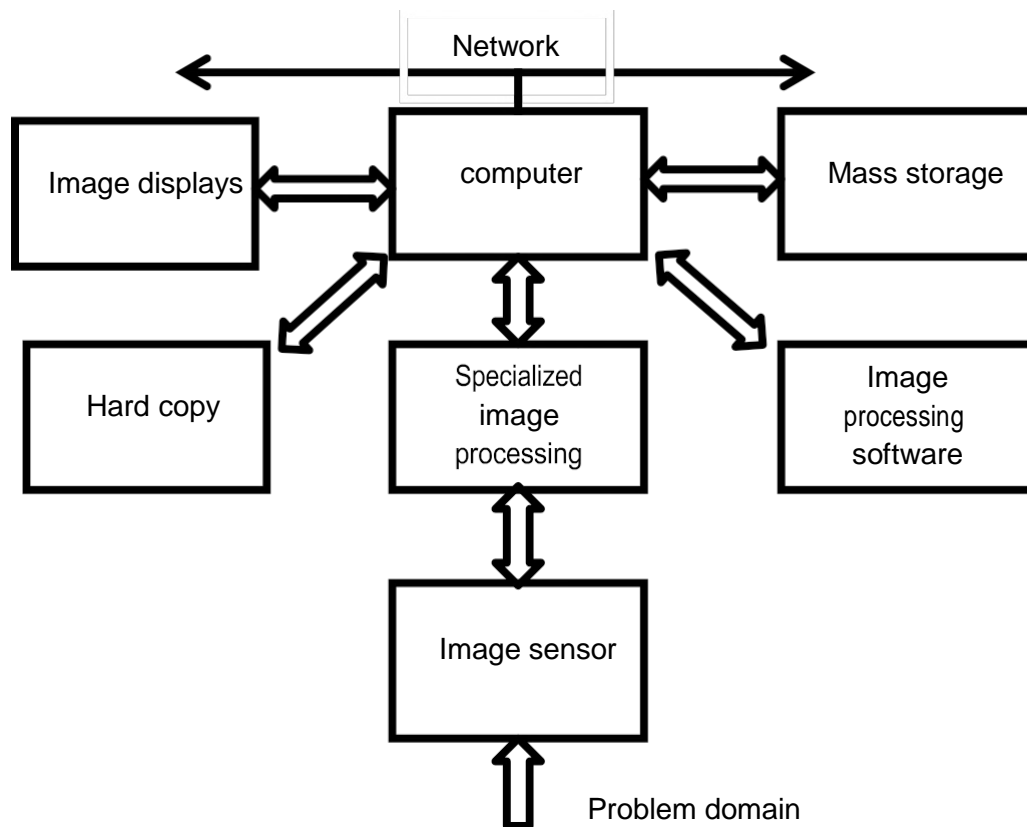 Network
Image displays
computer
Mass storage
Hard copy
Specialized
image
processing
Image
processing
software
Image sensor
Problem domain